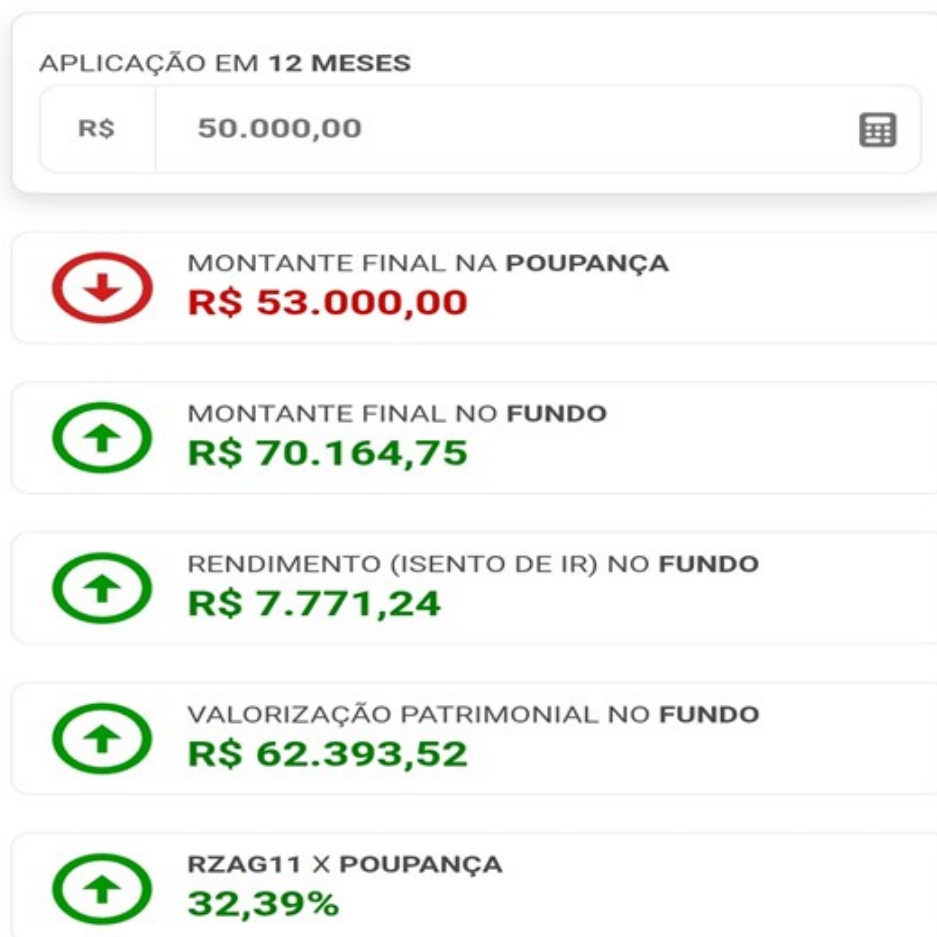 APLICAÇÃO EM 12 MESES
R$ 50.000,00
MONTANTE FINAL NA POUPANÇA
R$ 53.000,00
MONTANTE FINAL NO FUNDO
R$ 70.164,75
RENDIMENTO (ISENTO DE IR) NO FUNDO
R$ 7.771,24
VALORIZAÇÃO PATRIMONIAL NO FUNDO
R$ 62.393,52
RZAG11 X POUPANÇA
32,39%